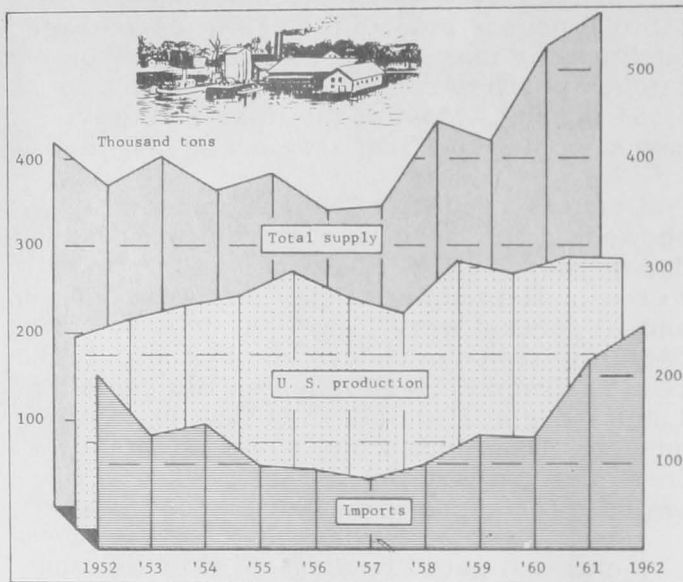 Thousand tons
500
400
400
300
Total supply
300
200
U. S. production
200
100
100
Imports
1952 '53 '54 '55 '56 '57 '58 '59 '60 '61 1962